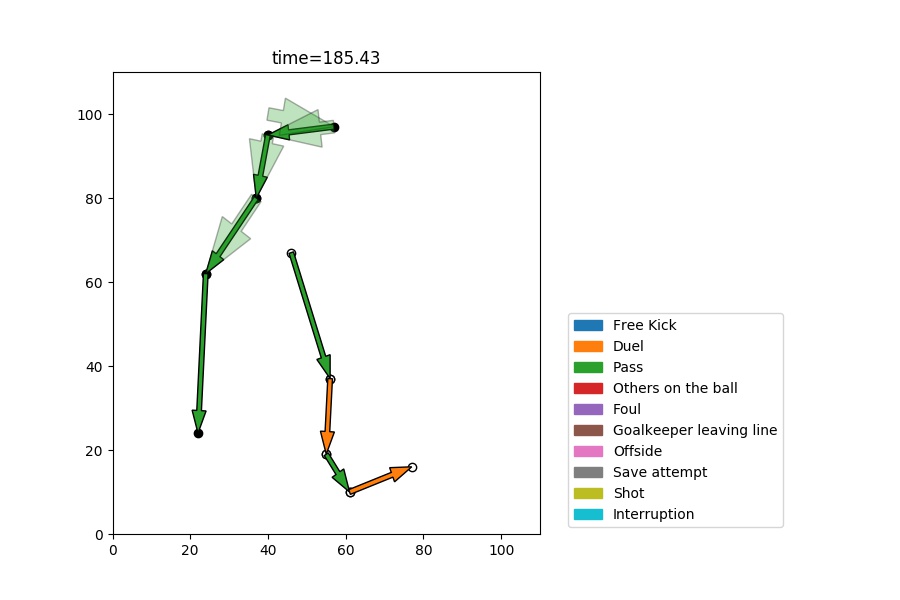 time=185.43
100
80
60
40
20
0
0 20 40 60 80 100
Free Kick
Duel
Pass
Others on the ball
Foul
Goalkeeper leaving line
Offside
Save attempt
Shot
Interruption